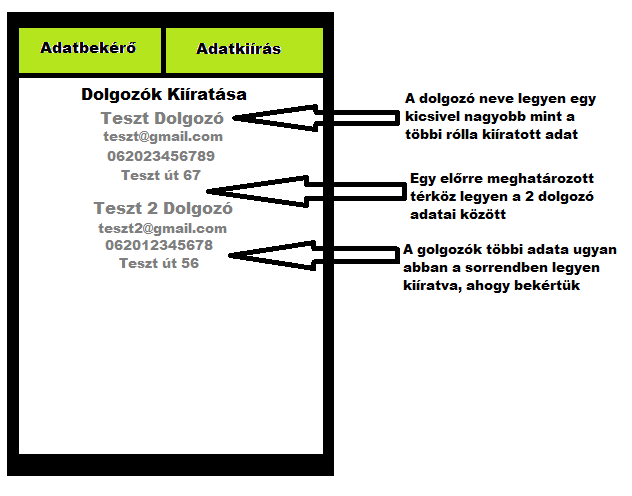 Adatbekérő
Adatkiírás
Dolgozók Kiíratása
Teszt Dolgozó
teszt@gmail.com
062023456789
Teszt út 67
Teszt 2 Dolgozó
teszt2@gmail.com
062012345678
Teszt út 56
A dolgozó neve legyen egy
kicsivel nagyobb mint a
többi rólla kiíratott adat
Egy előrre meghatározott
térköz legyen a 2 dolgozó
adatai között
A golgozók többi adata ugyan
abban a sorrendben legyen
kiíratva, ahogy bekértük